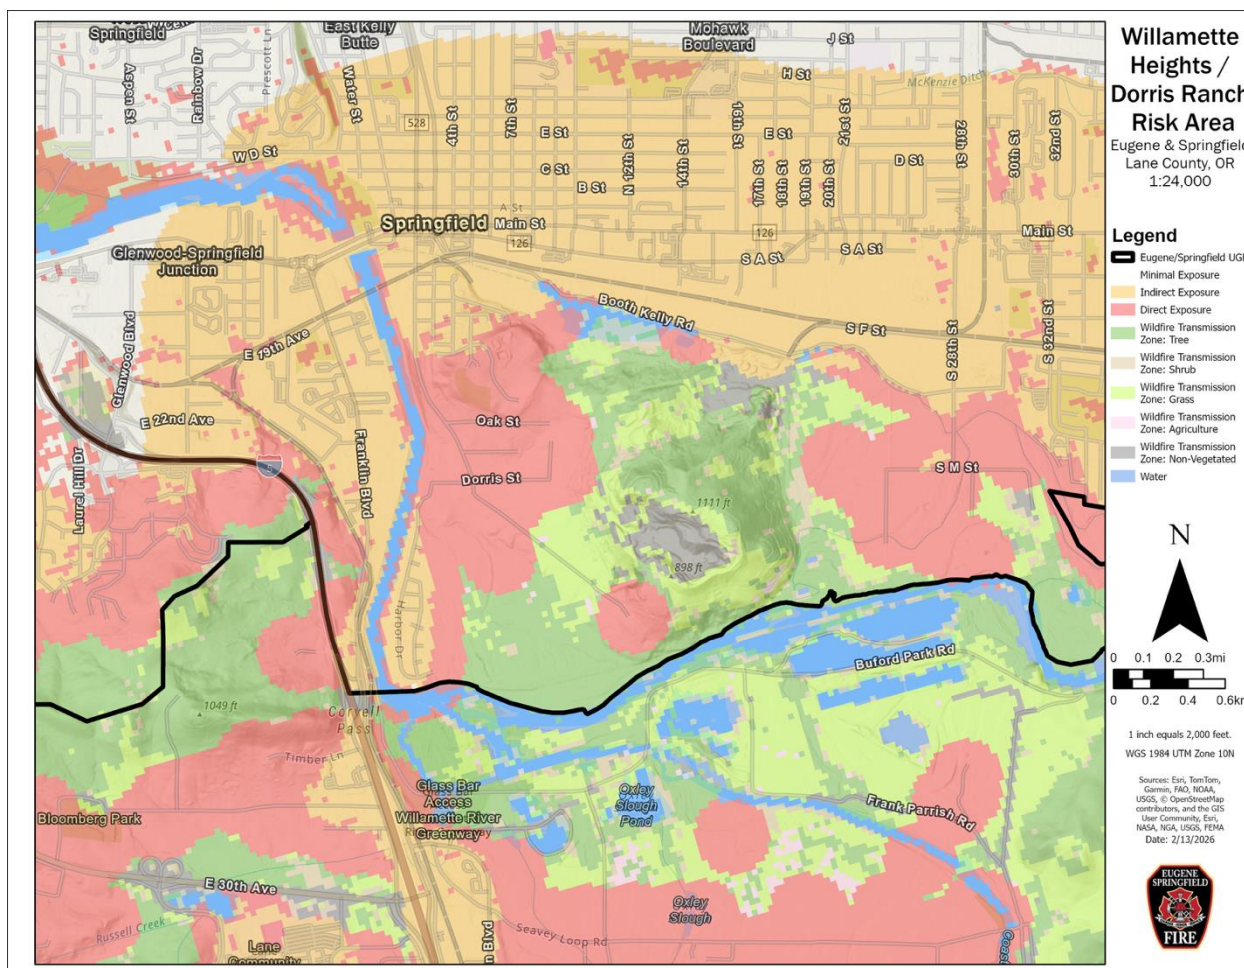 Willamette
Heights /
Dorris Ranch
Risk Area
Eugene & Springfield
Lane County, OR
1:24,000
Legend
Eugene/Springfield UG
Minimal Exposure
Indirect Exposure
Direct Exposure
Wildfire Transmission
Zone: Tree
Wildfire Transmission
Zone: Shrub
Wildfire Transmission
Zone: Grass
Wildfire Transmission
Zone: Agriculture
Wildfire Transmission
Zone: Non-Vegetated
Water
N
0 0.1 0.2 0.3mi
0 0.2 0.4 0.6k
1 inch equals 2,000 feet.
WGS 1984 UTM Zone 10N
Sources: Esri, TomTom,
Garmin, FAO, NOAA,
USGS, © OpenStreetMap
contributors, and the GIS
User Community, Esri,
NASA, NGA, USGS, FEMA
Date: 2/13/2026
EUGENE
SPRINGFIELD
FIRE
Springfield
East Kelly
Butte
Mohawk
Boulevard
J St
H St
McKenzie Ditch
Aspen St
Rainbow Dr
Prescott Ln
Water St
528
4th St
7th St
E St
C St
B St
N 12th St
14th St
16th St
E St
17th St
18th St
19th St
20th St
21st St
D St
28th St
30th St
32nd St
W D St
A St
Springfield
Main St
126
126
Main St
S A St
S A St
Glenwood-Springfield
Junction
Booth Kelly Rd
S F St
S 28th St
S 32nd St
Glenwood Blvd
E 19th Ave
E 22nd Ave
5
Franklin Blvd
Laurel Hill Dr
Oak St
Dorris St
S M St
1111 ft
898 ft
Harbor Dr
Buford Park Rd
1049 ft
Coryell
Pass
Timber Ln
Glass Bar
Access
Willamette River
Greenway
Oxley
Slough
Pond
Frank Parrish Rd
Bloomberg Park
E 30th Ave
Russell Creek
Lane
Community
n Blvd
Seavey Loop Rd
Oxley
Slough
Coast